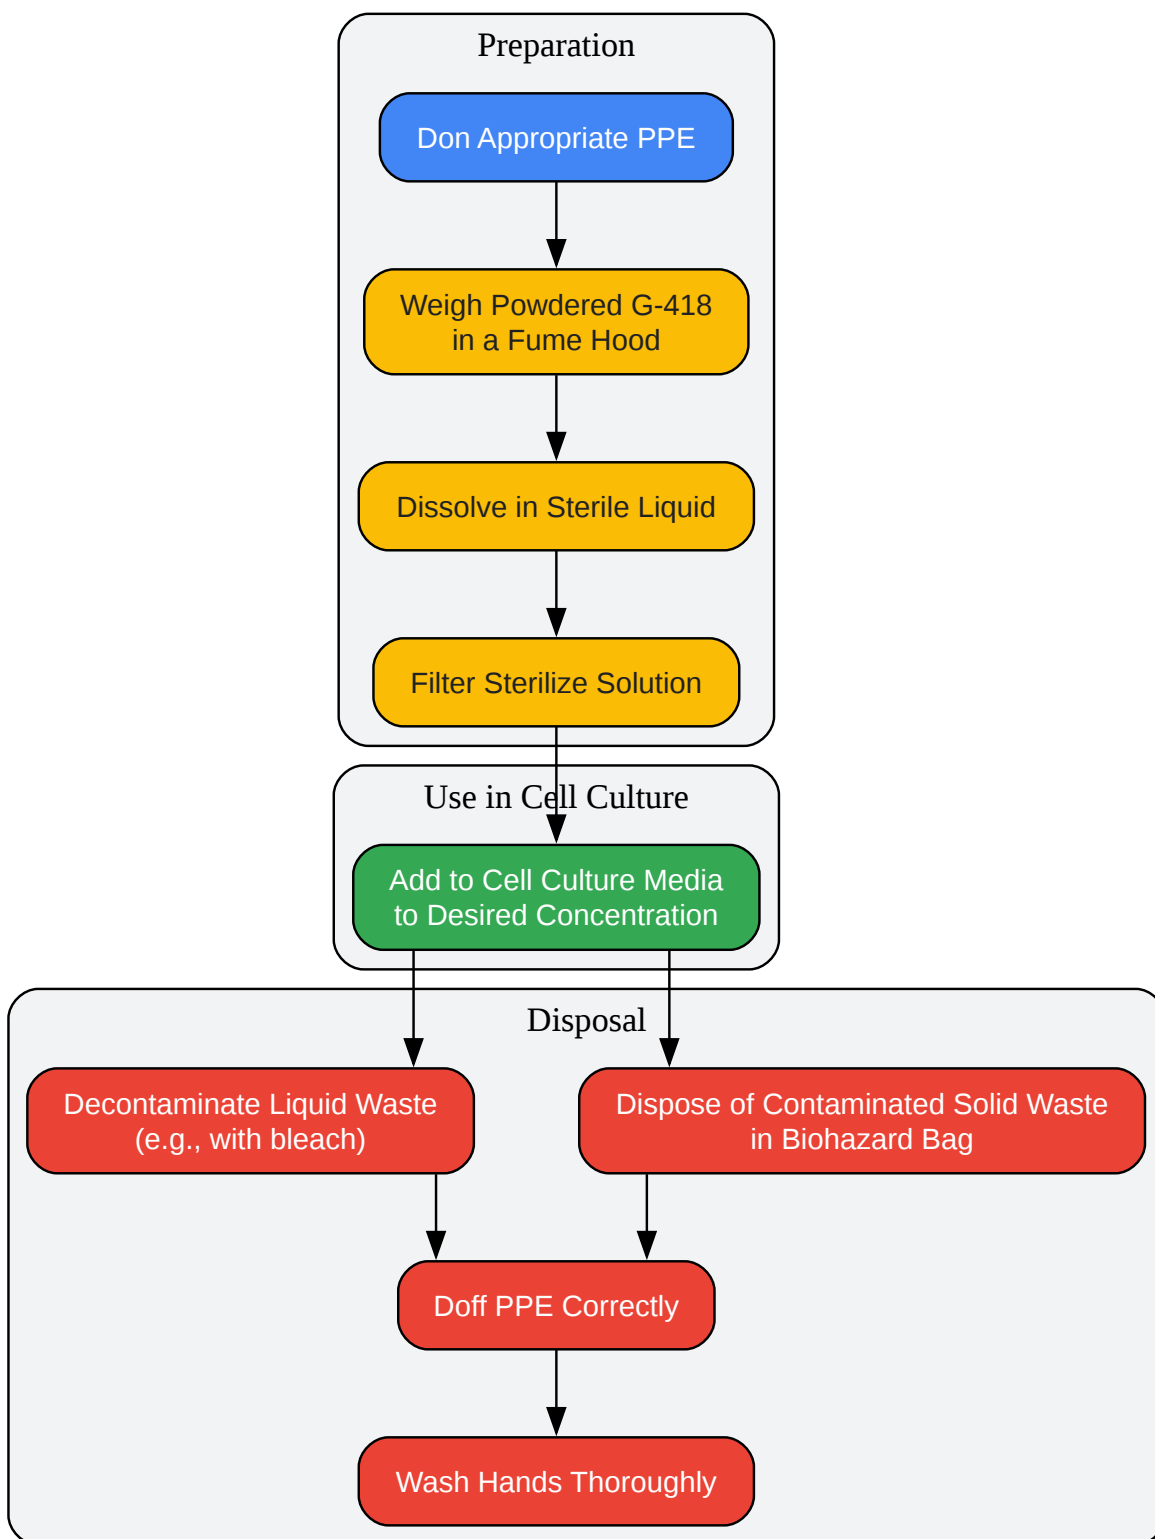 Preparation
Don Appropriate PPE
Weigh Powdered G-418
in a Fume Hood
Dissolve in Sterile Liquid
Filter Sterilize Solution
Use in Cell Culture
Add to Cell Culture Media
to Desired Concentration
Disposal
Decontaminate Liquid Waste
(e.g., with bleach)
Dispose of Contaminated Solid Waste
in Biohazard Bag
Doff PPE Correctly
Wash Hands Thoroughly